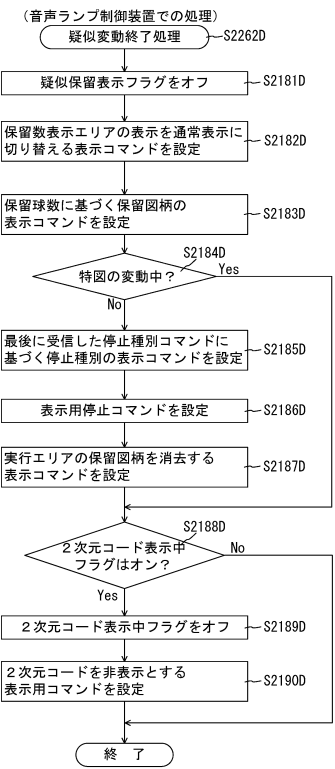 （音声ランプ制御装置での処理）
疑似変動終了処理
S2262D
疑似保留表示フラグをオフ
S2181D
保留数表示エリアの表示を通常表示に
切り替える表示コマンドを設定
S2182D
保留球数に基づく保留図柄の
表示コマンドを設定
S2183D
S2184D
特図の変動中？
Yes
No
最後に受信した停止種別コマンドに
基づく停止種別の表示コマンドを設定
S2185D
表示用停止コマンドを設定
S2186D
実行エリアの保留図柄を消去する
表示コマンドを設定
S2187D
S2188D
２次元コード表示中
フラグはオン？
No
Yes
２次元コード表示中フラグをオフ
S2189D
２次元コードを非表示とする
表示用コマンドを設定
S2190D
終　了